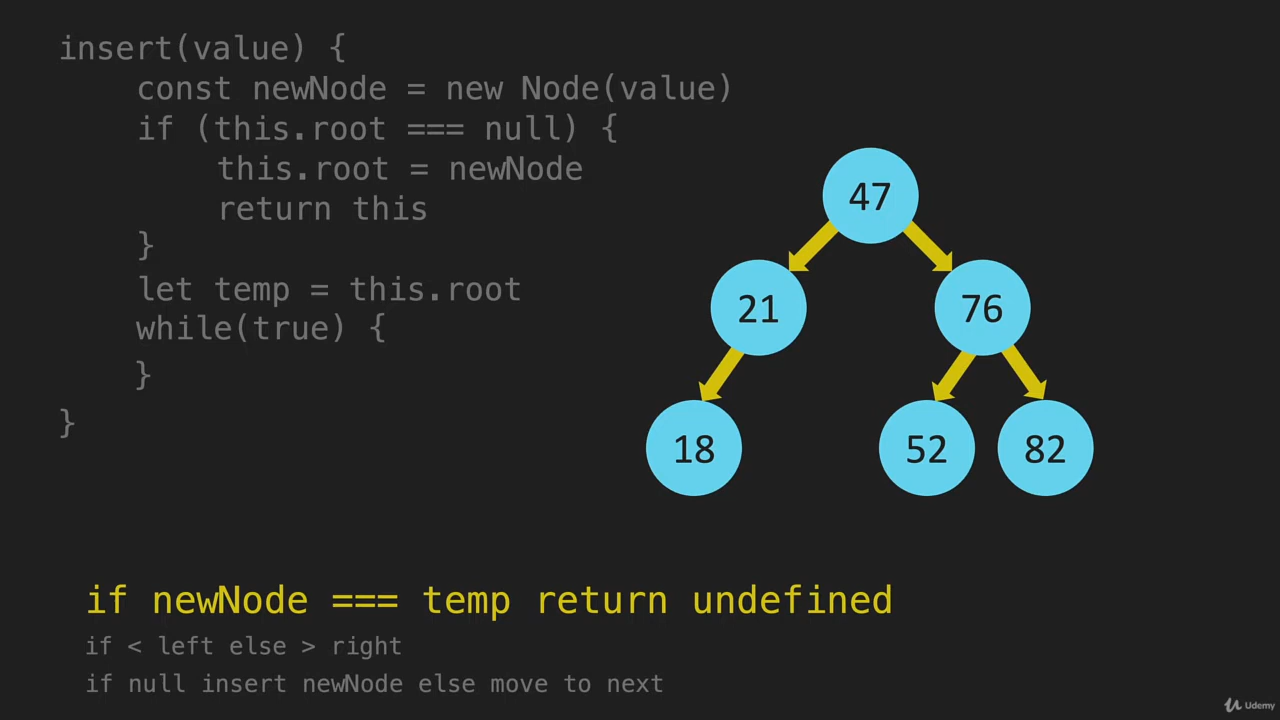 insert(value) {
const newNode = new Node(value)
if (this.root === null) {
this.root = newNode
return this
}
let temp = this.root
while(true) {
}
}
47
21
76
18
52
82
if newNode === temp return undefined
if < left else > right
if null insert newNode else move to next
Udemy